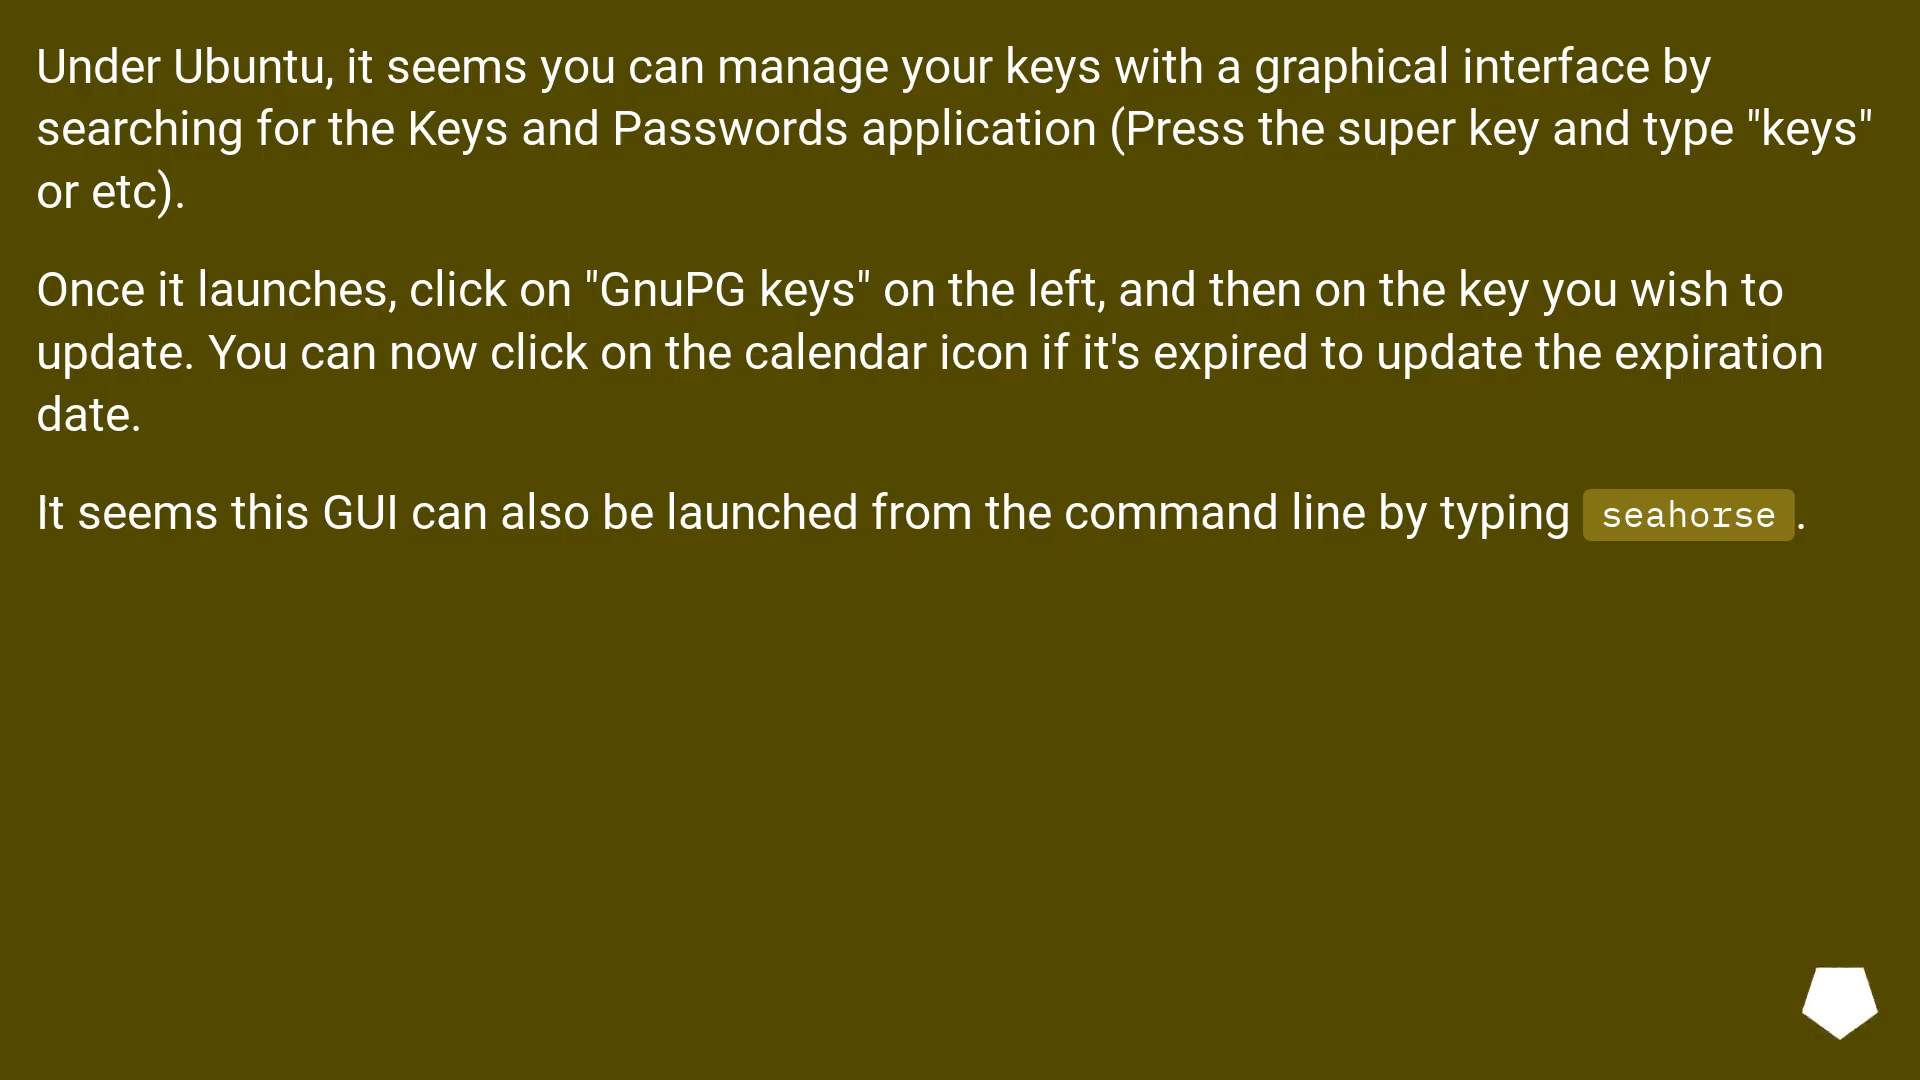 Under Ubuntu, it seems you can manage your keys with a graphical interface by
searching for the Keys and Passwords application (Press the super key and type "keys"
or etc).
Once it launches, click on "GnuPG keys" on the left, and then on the key you wish to
update. You can now click on the calendar icon if it's expired to update the expiration
date.
It seems this GUI can also be launched from the command line by typing seahorse.